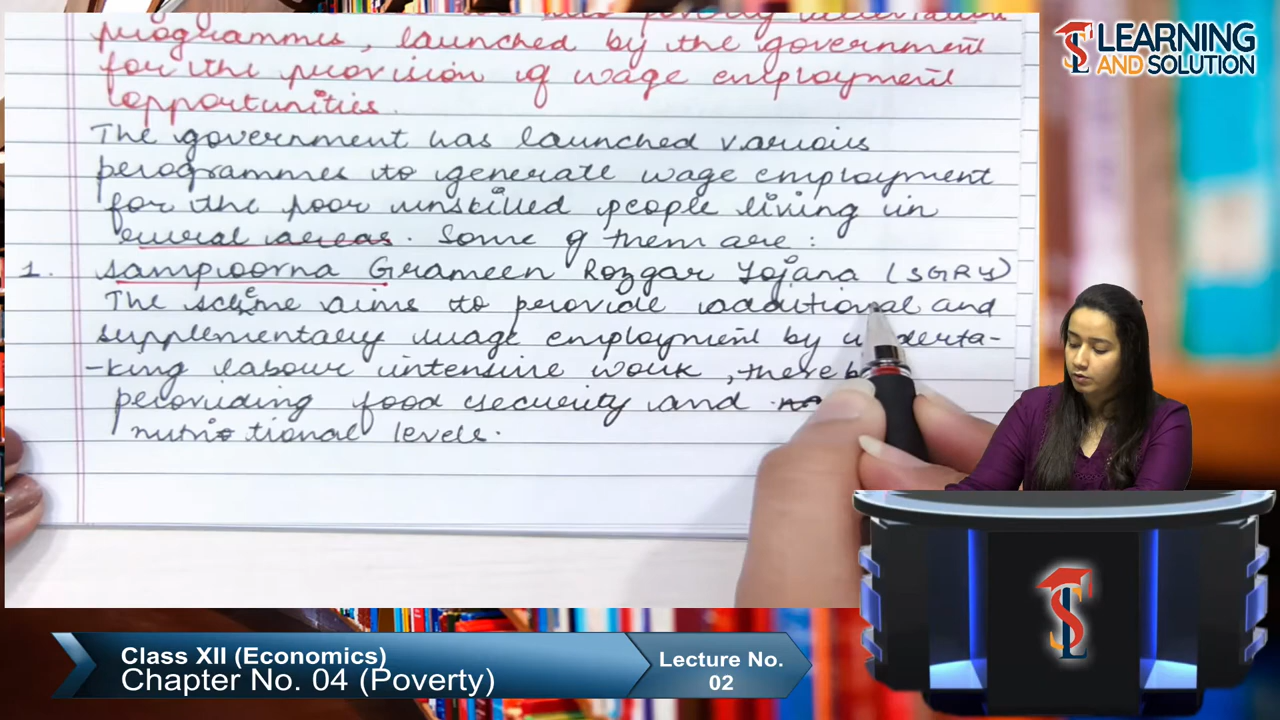 programmes, launched by the government
for the provision of wage employment
opportunities.
The government has launched various
programmes to generate wage employment
for the poor unskilled people living in
rural areas. Some of them are:
1. Sampoorna Grameen Rozgar Yojana (SGRY)
The scheme aims to provide additional and
supplementary wage employment by underta-
-king labour intensive work, thereb
providing food security and
nutritional levels.
LEARNING
AND SOLUTION
Class XII (Economics)
Chapter No. 04 (Poverty)
Lecture No.
02